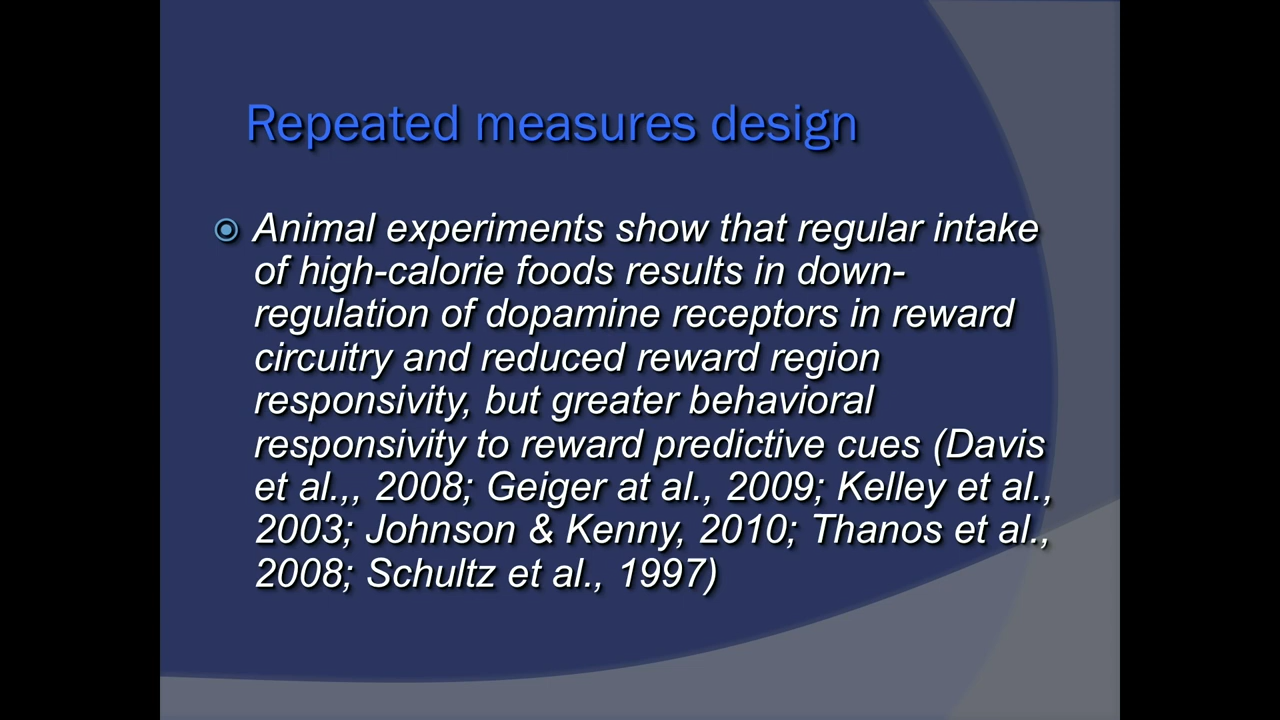 Repeated measures design
Animal experiments show that regular intake
of high-calorie foods results in down-
regulation of dopamine receptors in reward
circuitry and reduced reward region
responsivity, but greater behavioral
responsivity to reward predictive cues (Davis
et al.,, 2008; Geiger at al., 2009; Kelley et al.,
2003; Johnson & Kenny, 2010; Thanos et al.,
2008; Schultz et al., 1997)